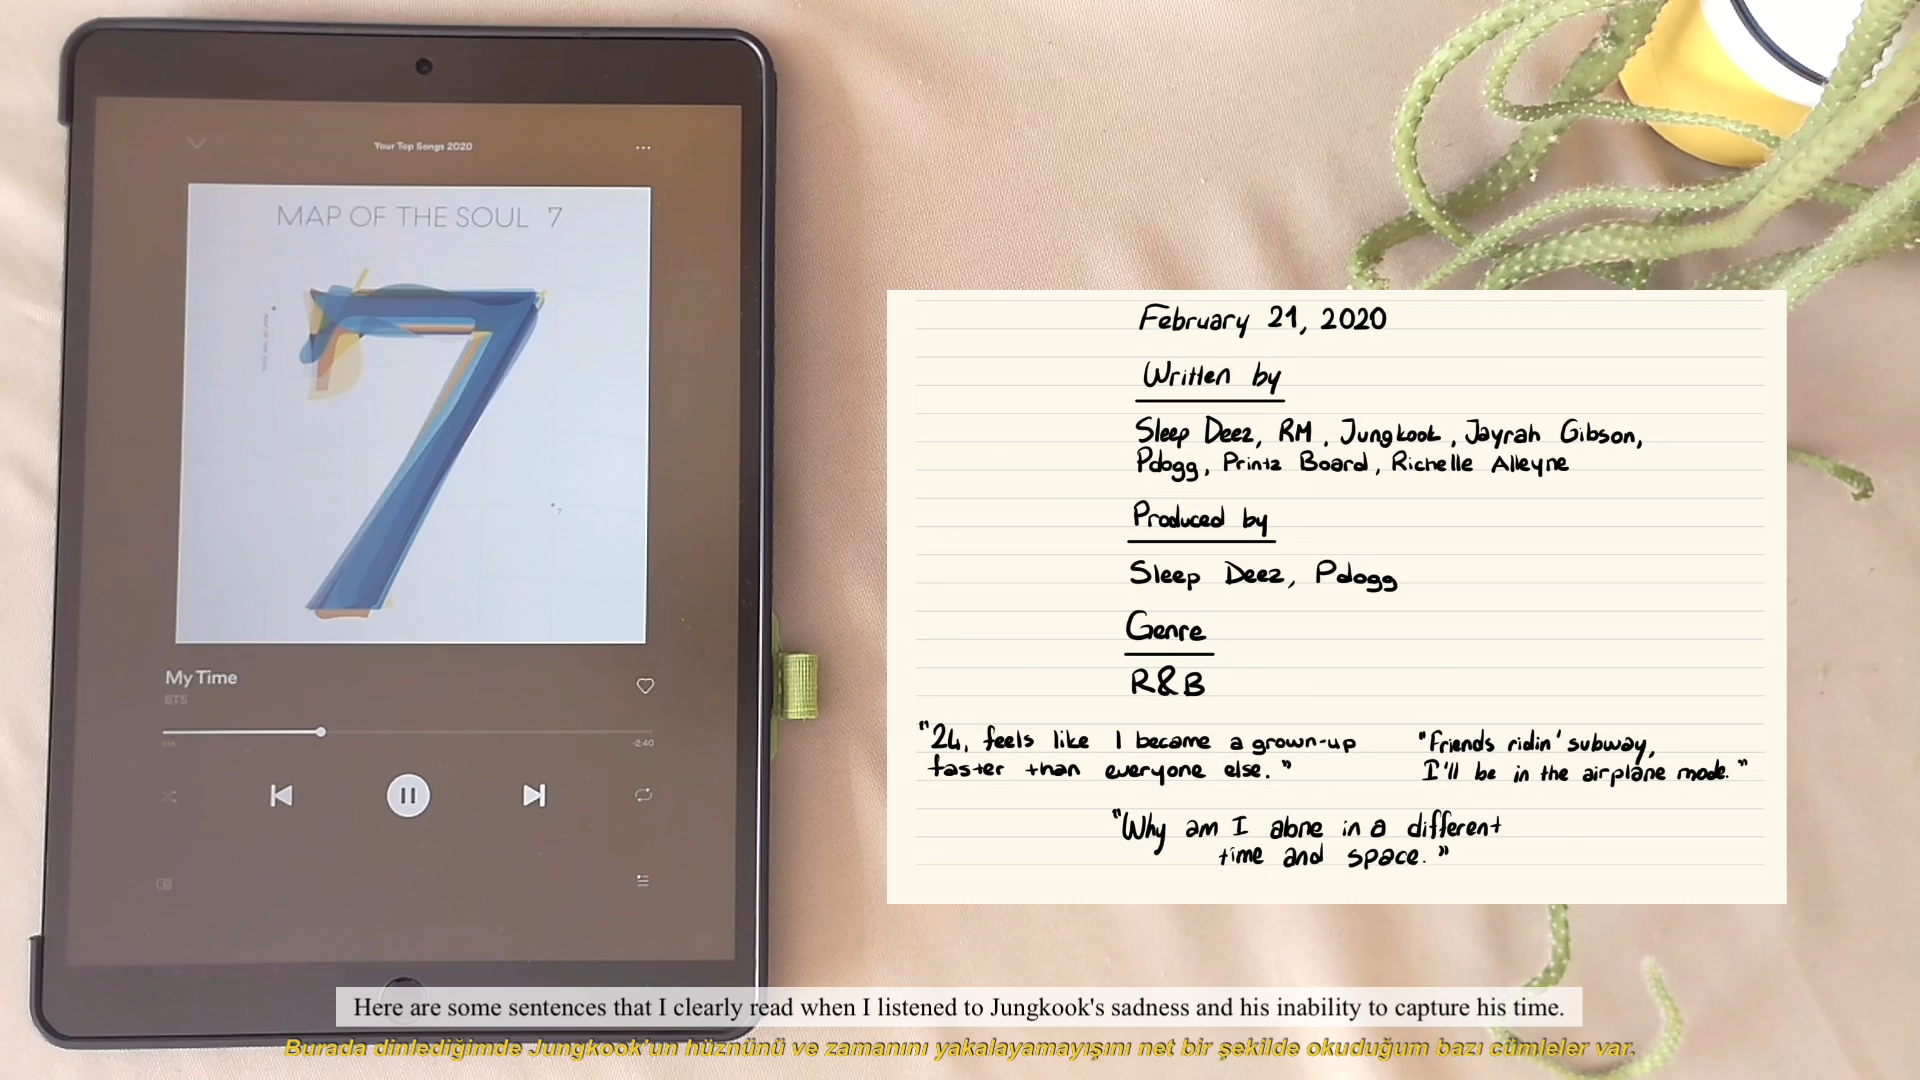 Your Top Songs 2020
MAP OF THE SOUL 7
My Time
BTS
-2:40
February 21, 2020
Written by
Sleep Deez, RM, Jungkook, Jayrah Gibson,
Pdogg, Printz Board, Richelle Alleyne
Produced by
Sleep Deez, Pdogg
Genre
R&B
"24, feels like I became a grown-up
faster than everyone else."
"Friends ridin' subway,
I'll be in the airplane mode."
"Why am I alone in a different
time and space."
Here are some sentences that I clearly read when I listened to Jungkook's sadness and his inability to capture his time.
Burada dinlediğimde Jungkook'un hüznünü ve zamanını yakalayamayışını net bir şekilde okuduğum bazı cümleler var.